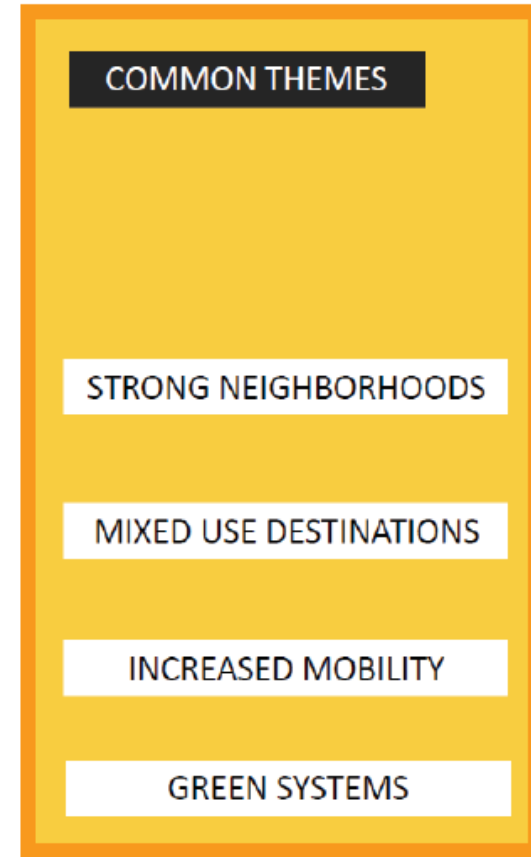 COMMON THEMES
STRONG NEIGHBORHOODS
MIXED USE DESTINATIONS
INCREASED MOBILITY
GREEN SYSTEMS